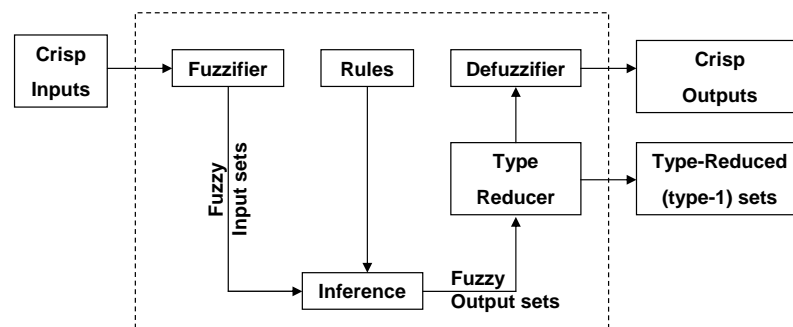 Crisp
Inputs
Fuzzifier
Rules
Defuzzifier
Crisp
Outputs
Fuzzy
Input sets
Type
Reducer
Type-Reduced
(type-1) sets
Inference
Fuzzy
Output sets